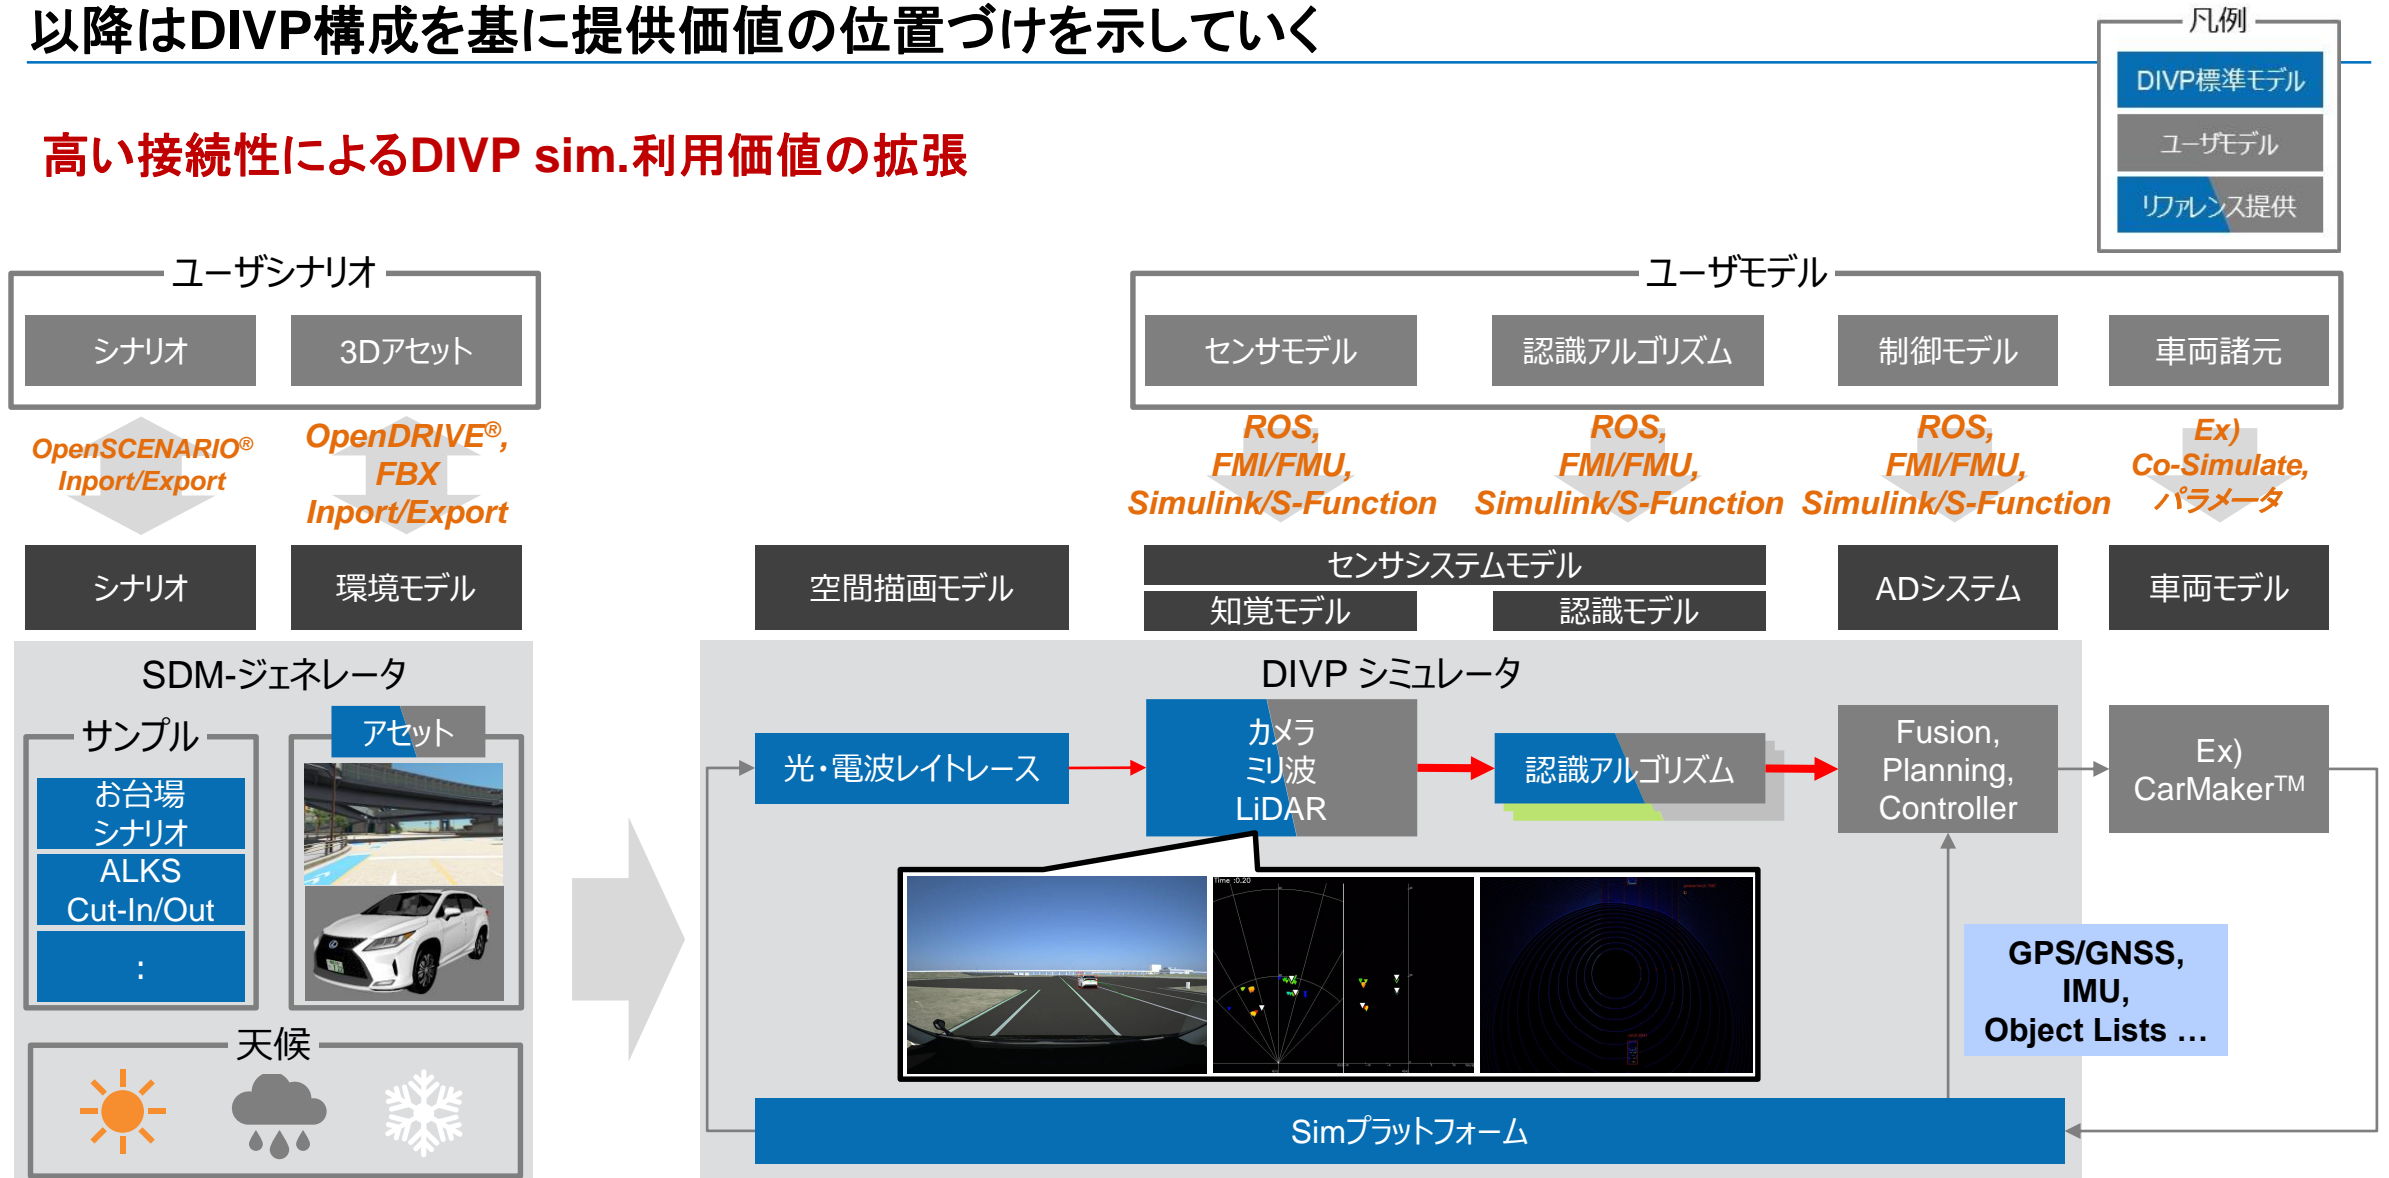 以降はDIVP構成を基に提供価値の位置づけを示していく
凡例
DIVP標準モデル
ユーザモデル
リファレンス提供
高い接続性によるDIVP sim.利用価値の拡張
ユーザシナリオ
シナリオ
3Dアセット
ユーザモデル
センサモデル
認識アルゴリズム
制御モデル
車両諸元
OpenSCENARIO®
Inport/Export
OpenDRIVE®,
FBX
Inport/Export
ROS,
FMI/FMU,
Simulink/S-Function
ROS,
FMI/FMU,
Simulink/S-Function
ROS,
FMI/FMU,
Simulink/S-Function
Ex)
Co-Simulate,
パラメータ
シナリオ
環境モデル
空間描画モデル
センサシステムモデル
知覚モデル
認識モデル
ADシステム
車両モデル
SDM-ジェネレータ
サンプル
お台場
シナリオ
ALKS
Cut-In/Out
:
アセット
天候
DIVP シミュレータ
光・電波レイトレース
カメラ
ミリ波
LiDAR
認識アルゴリズム
Fusion,
Planning,
Controller
Ex)
CarMaker™
Time :0.20
GPS/GNSS,
IMU,
Object Lists …
Simプラットフォーム